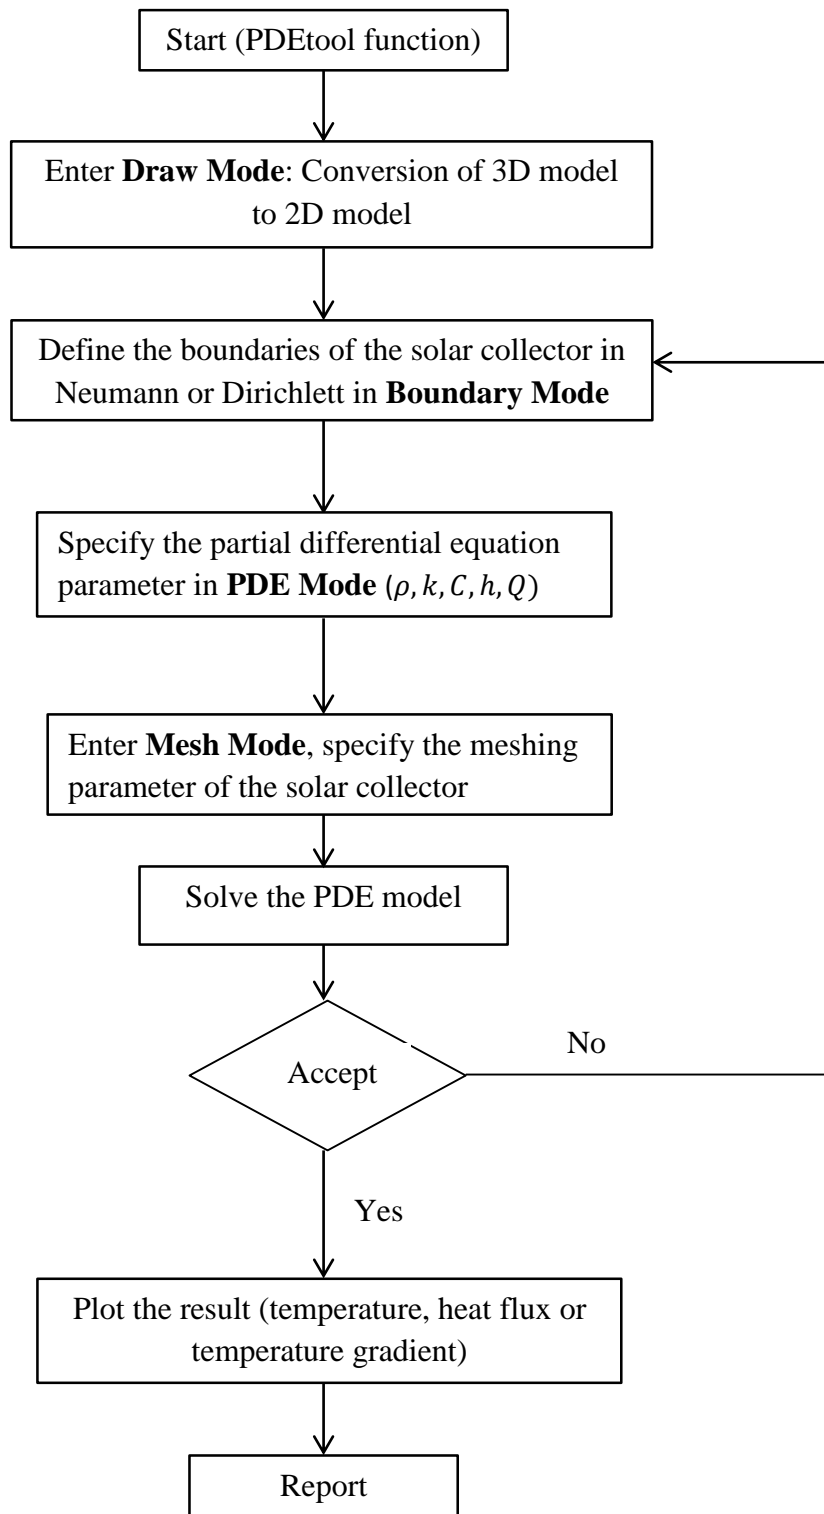 Start (PDEtool function)
Enter Draw Mode: Conversion of 3D model
to 2D model
Define the boundaries of the solar collector in
Neumann or Dirichlett in Boundary Mode
Specify the partial differential equation
parameter in PDE Mode (ρ, k, C, h, Q)
Enter Mesh Mode, specify the meshing
parameter of the solar collector
Solve the PDE model
Accept
No
Yes
Plot the result (temperature, heat flux or
temperature gradient)
Report